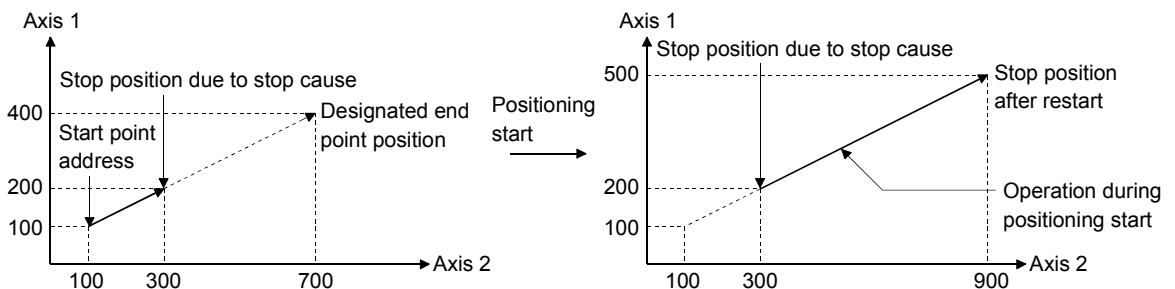 Axis 1
Stop position due to stop cause
400
Designated end
point position
Start point
address
200
100
100
300
700
Axis 2
Positioning
start
Axis 1
Stop position due to stop cause
500
Stop position
after restart
200
Operation during
positioning start
100
100
300
900
Axis 2